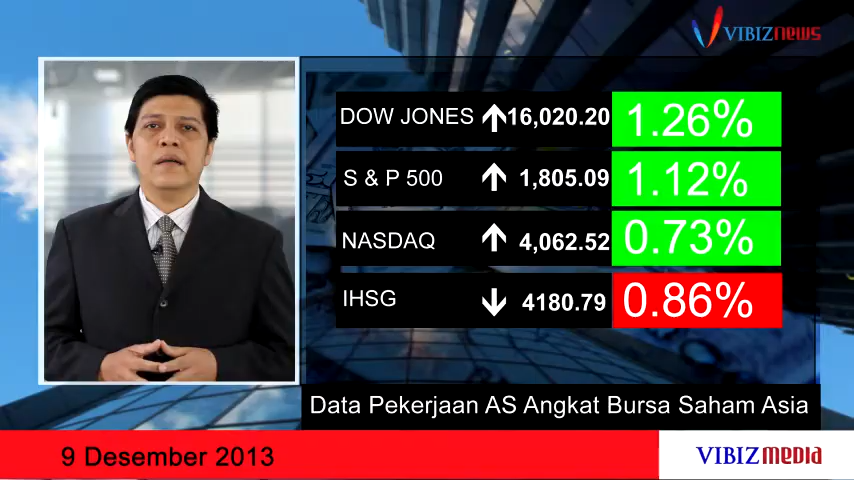 VIBIZNEWS
DOW JONES 16,020.20 1.26%
S & P 500 1,805.09 1.12%
NASDAQ 4,062.52 0.73%
IHSG 4180.79 0.86%
Data Pekerjaan AS Angkat Bursa Saham Asia
9 Desember 2013
VIBIZMEDIA